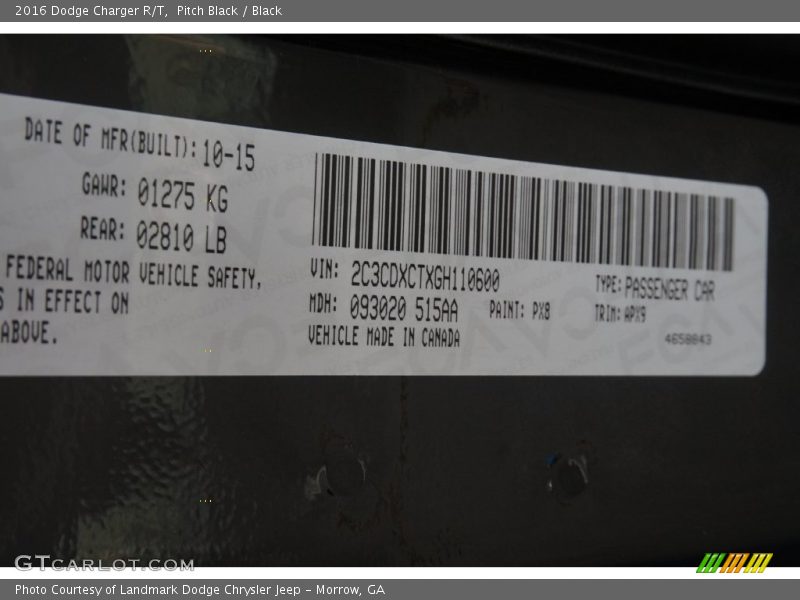 2016 Dodge Charger R/T,  Pitch Black / Black
DATE OF MFR(BUILT): 10-15
GAWR: 01275 KG
REAR: 02810 LB
FEDERAL MOTOR VEHICLE SAFETY,
S IN EFFECT ON
ABOVE.
VIN: 2C3CDXCTXGH110600
TYPE: PASSENGER CAR
MDH: 093020 515AA
PAINT: PX8
TRIM: APX9
VEHICLE MADE IN CANADA
4658843
GTCARLOT.COM
Photo Courtesy of Landmark Dodge Chrysler Jeep – Morrow, GA